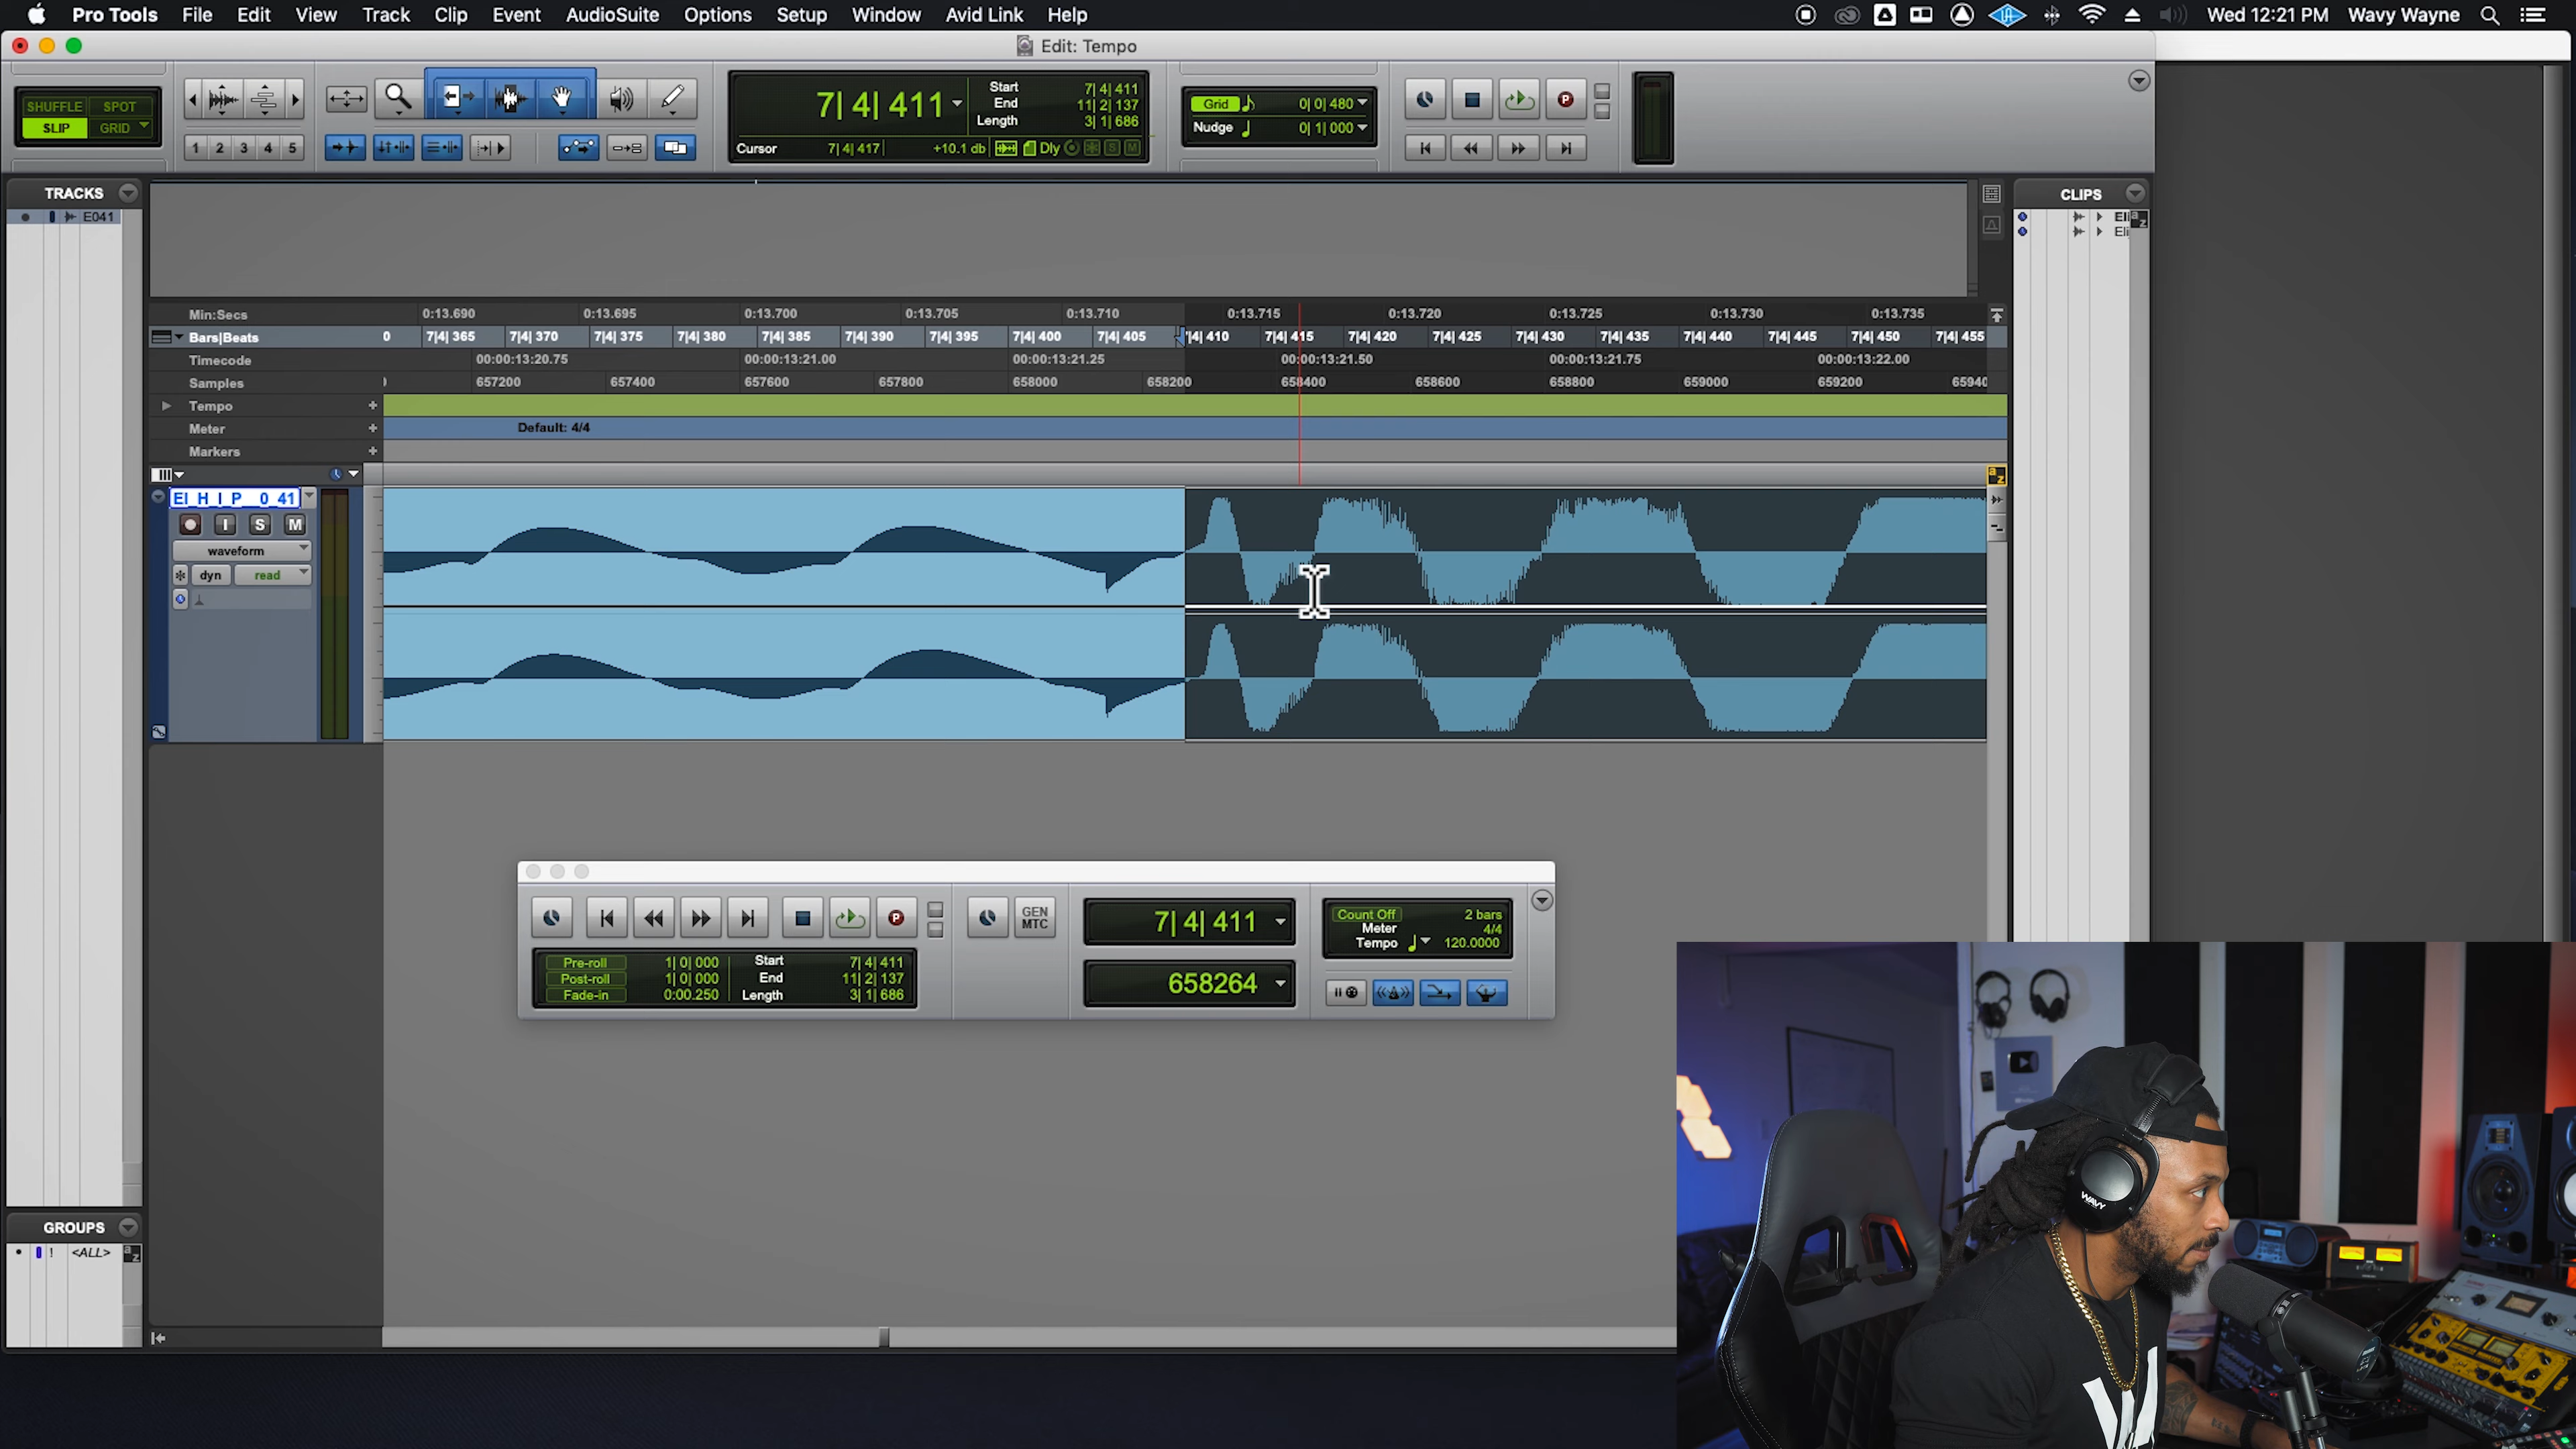 Pro Tools File Edit View Track Clip Event AudioSuite Options Setup Window Avid Link Help Wed 12:21 PM Wavy Wayne
Edit: Tempo
SHUFFLE SPOT
SLIP GRID
1 2 3 4 5
7| 4| 411
Start 7| 4| 411
End 11| 2| 137
Length 3| 1| 686
Cursor 7| 4| 417 +10.1 db Dly S M
Grid 0| 0| 480
Nudge 0| 1| 000
P
TRACKS
E041
CLIPS
Eli
Eli
Min:Secs 0:13.690 0:13.695 0:13.700 0:13.705 0:13.710 0:13.715 0:13.720 0:13.725 0:13.730 0:13.735
Bars|Beats 0 7|4| 365 7|4| 370 7|4| 375 7|4| 380 7|4| 385 7|4| 390 7|4| 395 7|4| 400 7|4| 405 7|4| 410 7|4| 415 7|4| 420 7|4| 425 7|4| 430 7|4| 435 7|4| 440 7|4| 445 7|4| 450 7|4| 455
Timecode 00:00:13:20.75 00:00:13:21.00 00:00:13:21.25 00:00:13:21.50 00:00:13:21.75 00:00:13:22.00
Samples 657200 657400 657600 657800 658000 658200 658400 658600 658800 659000 659200 6594
Tempo
Meter Default: 4/4
Markers
El_H_I_P__0_41
I S M
waveform
dyn read
P GEN
MTC
7| 4| 411
Count Off 2 bars
Meter 4/4
Tempo 120.0000
Pre-roll 1| 0| 000
Post-roll 1| 0| 000
Fade-in 0:00.250
Start 7| 4| 411
End 11| 2| 137
Length 3| 1| 686
658264
GROUPS
! <ALL>
a z
WAVY